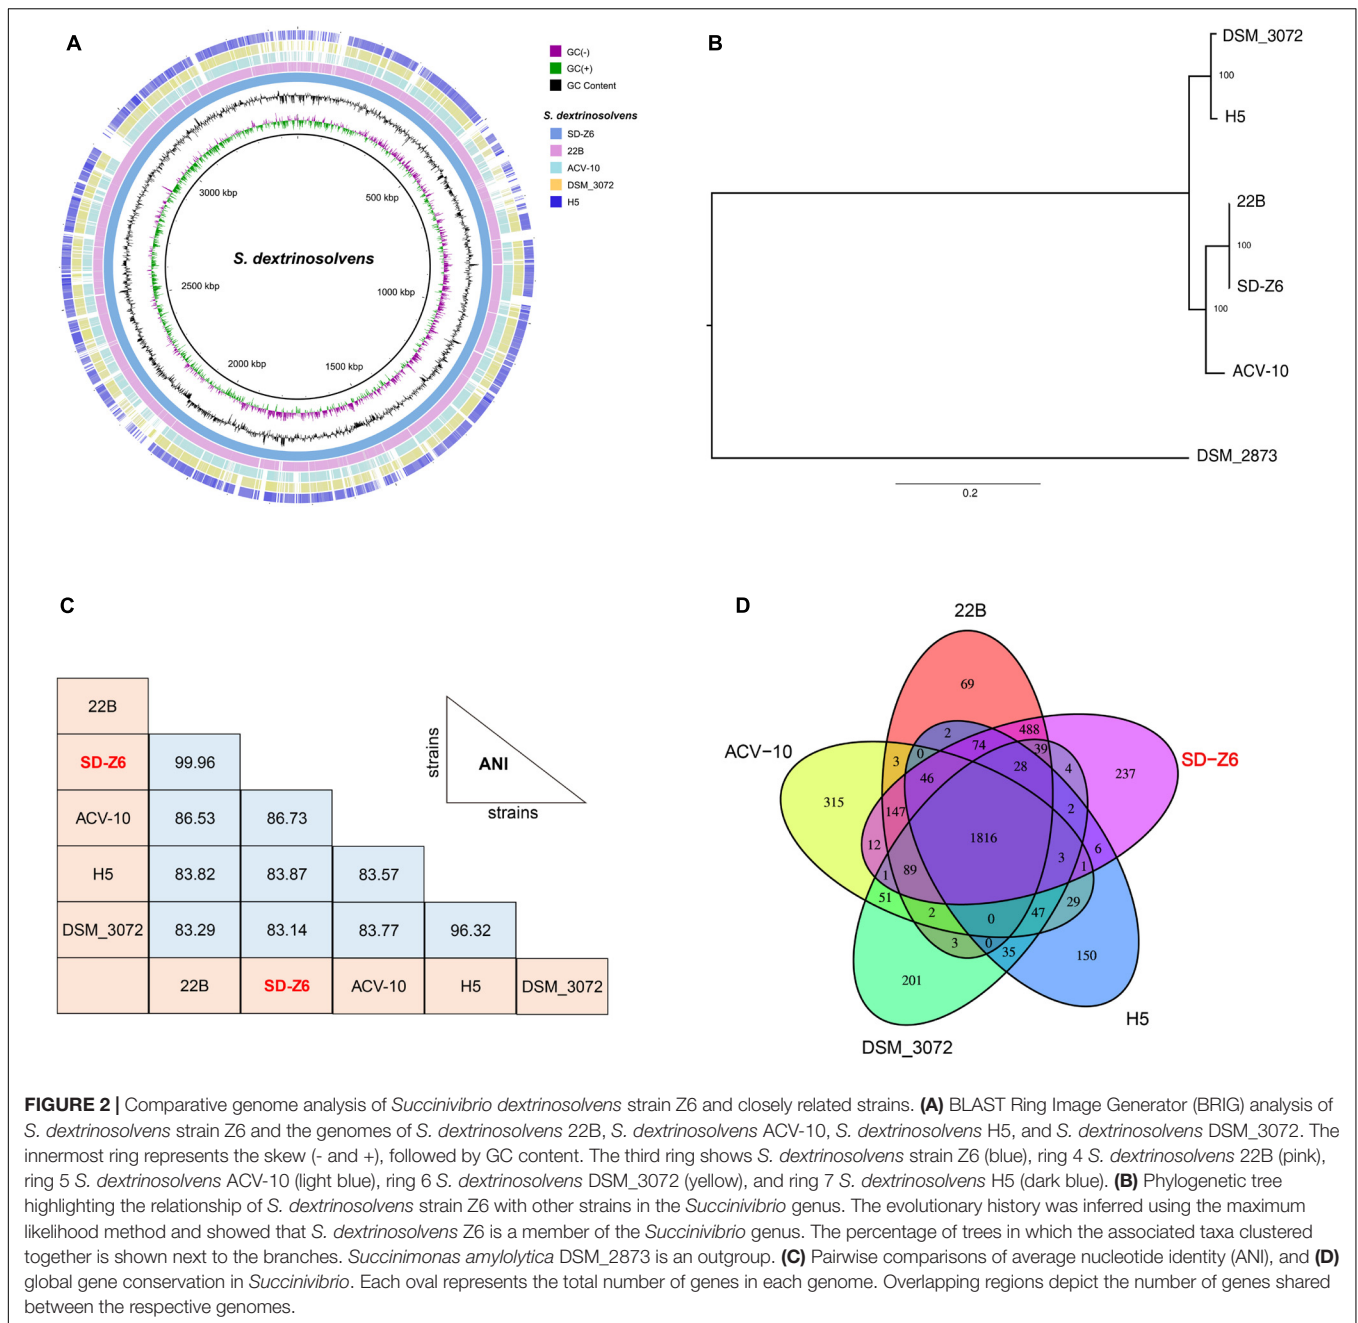 A
GC(-)
GC(+)
GC Content
S. dextrinosolvens
SD-Z6
22B
ACV-10
DSM_3072
H5
3000 kbp
500 kbp
S. dextrinosolvens
2500 kbp
1000 kbp
2000 kbp
1500 kbp
B
DSM_3072
100
H5
22B
100
SD-Z6
100
ACV-10
DSM_2873
0.2
C
22B
SD-Z6 99.96
ACV-10 86.53 86.73
H5 83.82 83.87 83.57
DSM_3072 83.29 83.14 83.77 96.32
22B SD-Z6 ACV-10 H5 DSM_3072
strains
ANI
strains
D
22B
69
ACV-10
SD-Z6
488
2
74
39
3
0
46
28
4
237
315
147
2
12
1816
6
89
3
1
1
51
2
0
47
29
3
0
35
150
201
H5
DSM_3072
FIGURE 2 | Comparative genome analysis of Succinivibrio dextrinosolvens strain Z6 and closely related strains. (A) BLAST Ring Image Generator (BRIG) analysis of
S. dextrinosolvens strain Z6 and the genomes of S. dextrinosolvens 22B, S. dextrinosolvens ACV-10, S. dextrinosolvens H5, and S. dextrinosolvens DSM_3072. The
innermost ring represents the skew (- and +), followed by GC content. The third ring shows S. dextrinosolvens strain Z6 (blue), ring 4 S. dextrinosolvens 22B (pink),
ring 5 S. dextrinosolvens ACV-10 (light blue), ring 6 S. dextrinosolvens DSM_3072 (yellow), and ring 7 S. dextrinosolvens H5 (dark blue). (B) Phylogenetic tree
highlighting the relationship of S. dextrinosolvens strain Z6 with other strains in the Succinivibrio genus. The evolutionary history was inferred using the maximum
likelihood method and showed that S. dextrinosolvens Z6 is a member of the Succinivibrio genus. The percentage of trees in which the associated taxa clustered
together is shown next to the branches. Succinimonas amylolytica DSM_2873 is an outgroup. (C) Pairwise comparisons of average nucleotide identity (ANI), and (D)
global gene conservation in Succinivibrio. Each oval represents the total number of genes in each genome. Overlapping regions depict the number of genes shared
between the respective genomes.